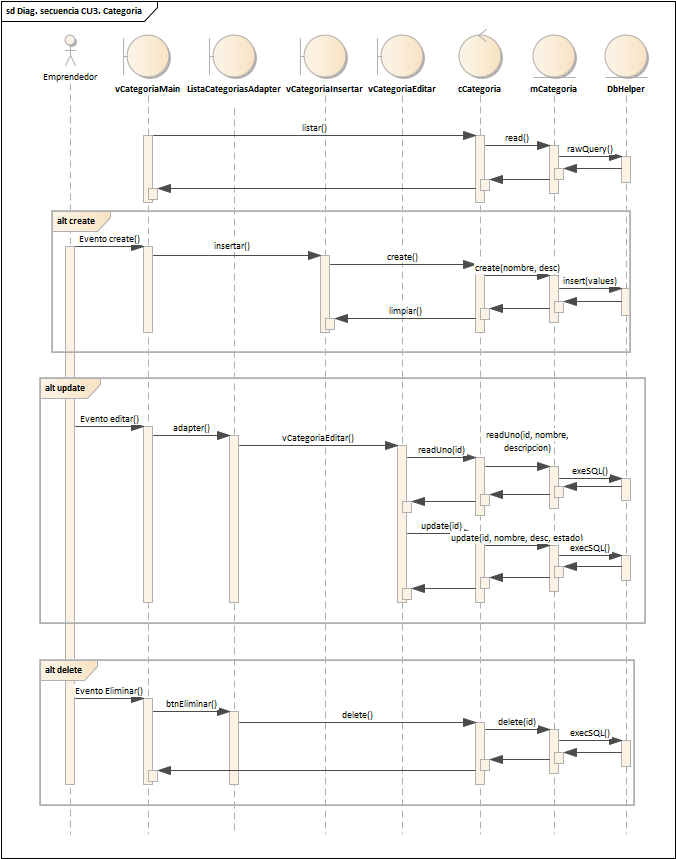 sd Diag. secuencia CU3. Categoria
Emprendedor
vCategoriaMain
ListaCategoriasAdapter
vCategoriaInsertar
vCategoriaEditar
cCategoria
mCategoria
DbHelper
listar()
read()
rawQuery()
alt create
Evento create()
insertar()
create()
create(nombre, desc)
insert(values)
limpiar()
alt update
Evento editar()
adapter()
vCategoriaEditar()
readUno(id)
readUno(id, nombre,
descripcion)
exeSQL()
update(id)
update(id, nombre, desc, estado)
execSQL()
alt delete
Evento Eliminar()
btnEliminar()
delete()
delete(id)
execSQL()